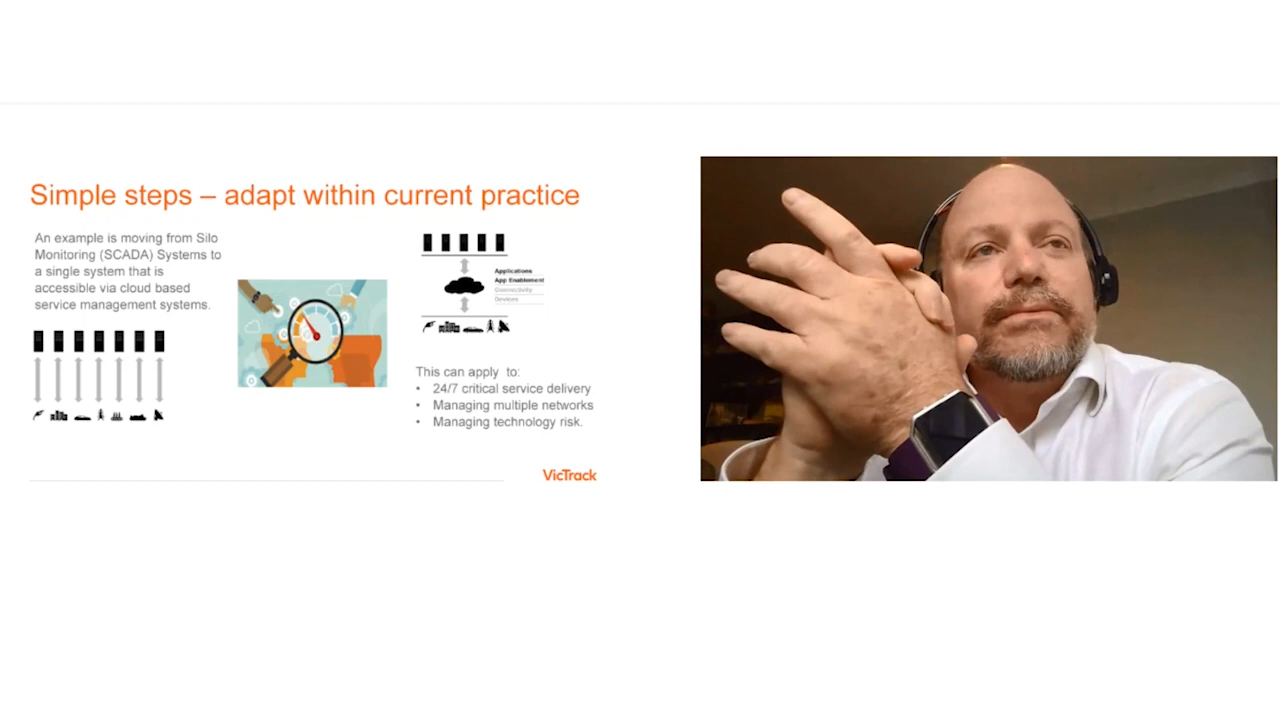 Simple steps – adapt within current practice
An example is moving from Silo
Monitoring (SCADA) Systems to
a single system that is
accessible via cloud based
service management systems.
Applications
App Enablement
Connectivity
Devices
This can apply to:
• 24/7 critical service delivery
• Managing multiple networks
• Managing technology risk.
VicTrack